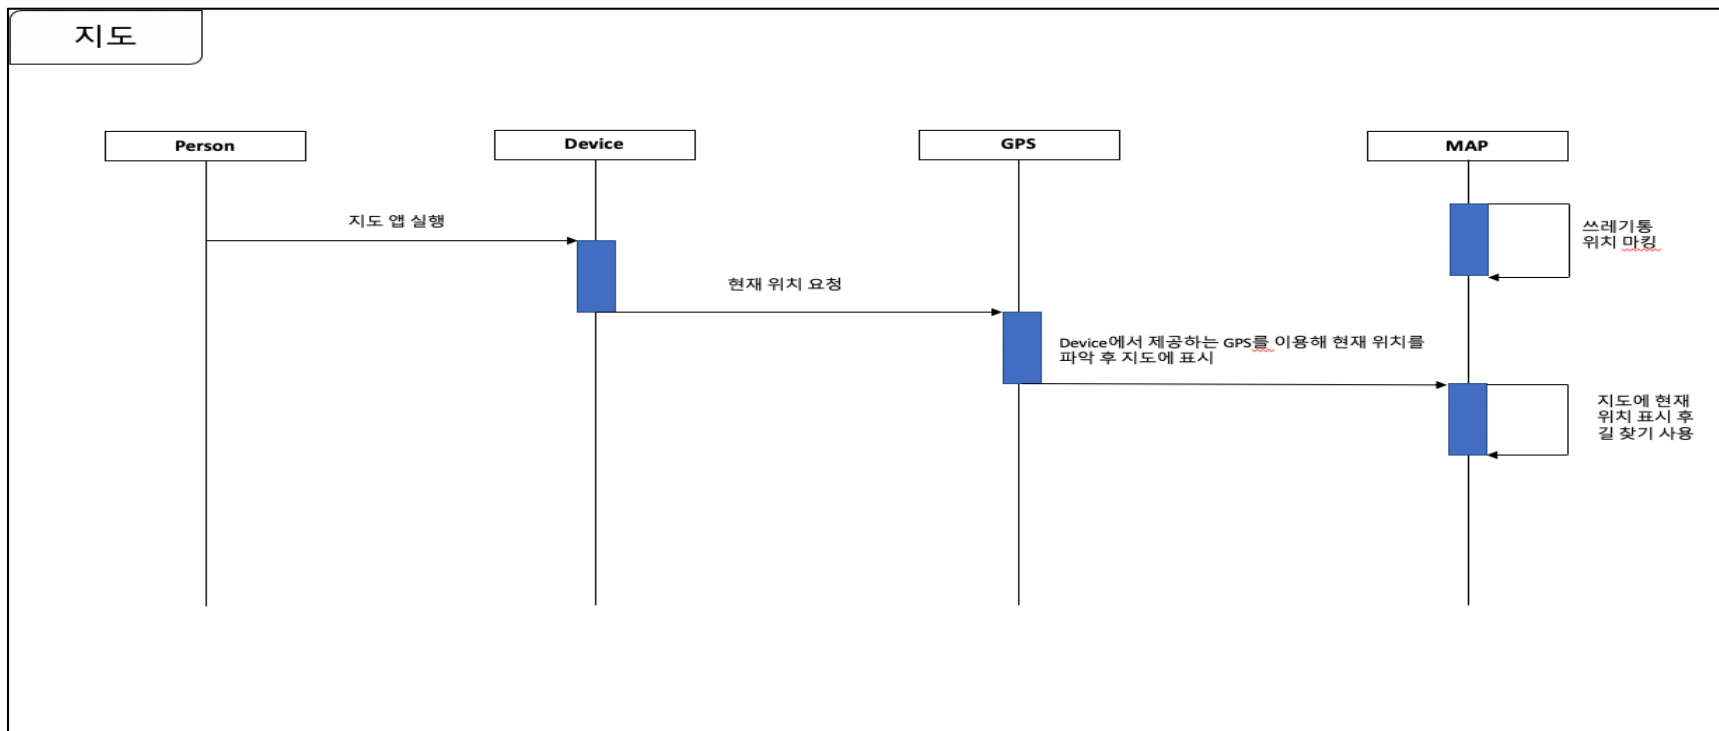 지도
Person
Device
GPS
MAP
지도 앱 실행
쓰레기통
위치 마킹
현재 위치 요청
Device에서 제공하는 GPS를 이용해 현재 위치를
파악 후 지도에 표시
지도에 현재
위치 표시 후
길 찾기 사용